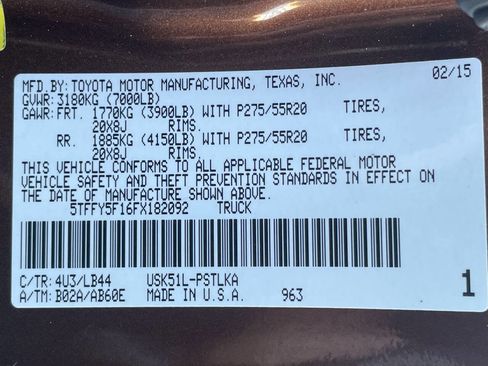 MFD.BY:TOYOTA MOTOR MANUFACTURING, TEXAS, INC. 02/15
GVWR: 3180KG (7000LB)
GAWR:FRT. 1770KG (3900LB) WITH P275/55R20 TIRES,
20X8J RIMS.
RR. 1885KG (4150LB) WITH P275/55R20 TIRES,
20X8J RIMS.
THIS VEHICLE CONFORMS TO ALL APPLICABLE FEDERAL MOTOR
VEHICLE SAFETY AND THEFT PREVENTION STANDARDS IN EFFECT ON
THE DATE OF MANUFACTURE SHOWN ABOVE.
5TFFY5F16FX182092 TRUCK
C/TR: 4U3/LB44 USK51L-PSTLKA
A/TM: B02A/AB60E MADE IN U.S.A. 963 1